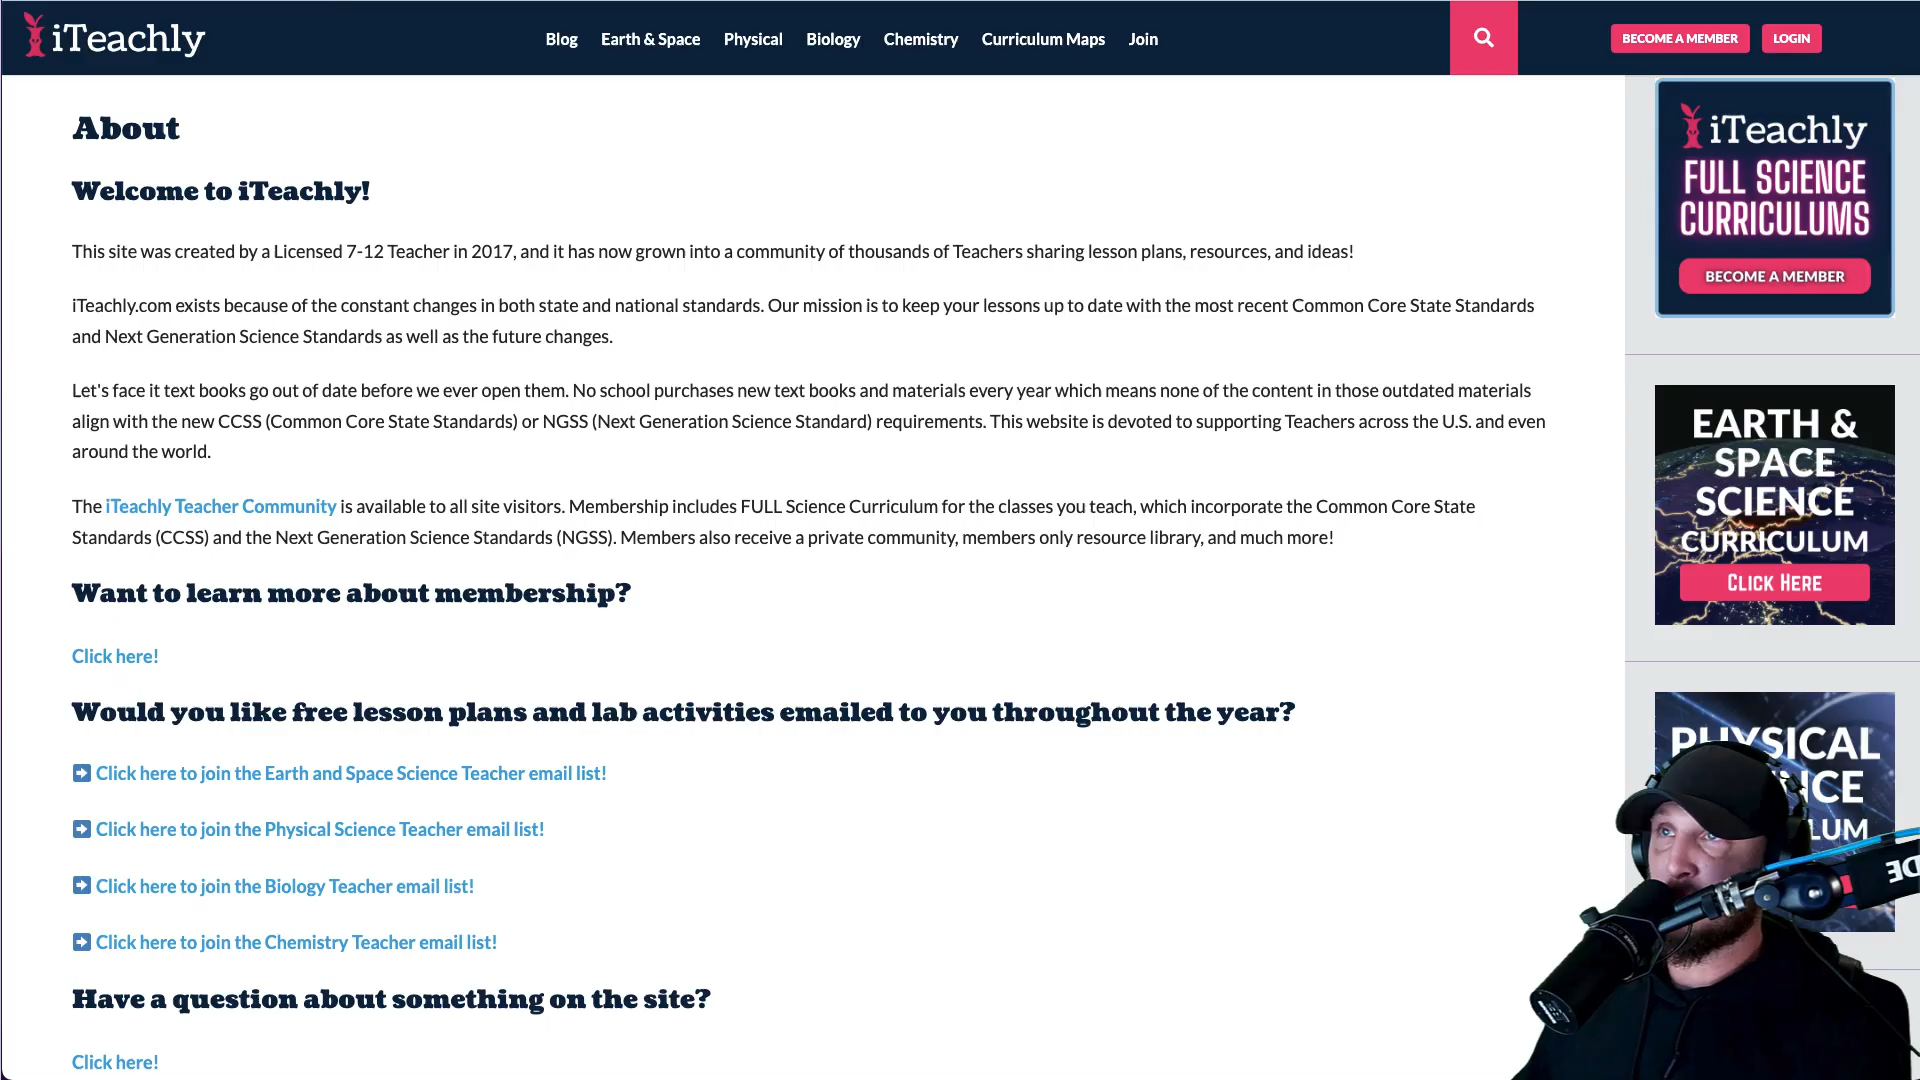 iTeachly
Blog Earth & Space Physical Biology Chemistry Curriculum Maps Join
BECOME A MEMBER LOGIN
About
Welcome to iTeachly!
This site was created by a Licensed 7-12 Teacher in 2017, and it has now grown into a community of thousands of Teachers sharing lesson plans, resources, and ideas!
iTeachly.com exists because of the constant changes in both state and national standards. Our mission is to keep your lessons up to date with the most recent Common Core State Standards
and Next Generation Science Standards as well as the future changes.
Let's face it text books go out of date before we ever open them. No school purchases new text books and materials every year which means none of the content in those outdated materials
align with the new CCSS (Common Core State Standards) or NGSS (Next Generation Science Standard) requirements. This website is devoted to supporting Teachers across the U.S. and even
around the world.
The iTeachly Teacher Community is available to all site visitors. Membership includes FULL Science Curriculum for the classes you teach, which incorporate the Common Core State
Standards (CCSS) and the Next Generation Science Standards (NGSS). Members also receive a private community, members only resource library, and much more!
Want to learn more about membership?
Click here!
Would you like free lesson plans and lab activities emailed to you throughout the year?
Click here to join the Earth and Space Science Teacher email list!
Click here to join the Physical Science Teacher email list!
Click here to join the Biology Teacher email list!
Click here to join the Chemistry Teacher email list!
Have a question about something on the site?
Click here!
iTeachly
FULL SCIENCE
CURRICULUMS
BECOME A MEMBER
EARTH &
SPACE
SCIENCE
CURRICULUM
CLICK HERE
PHYSICAL